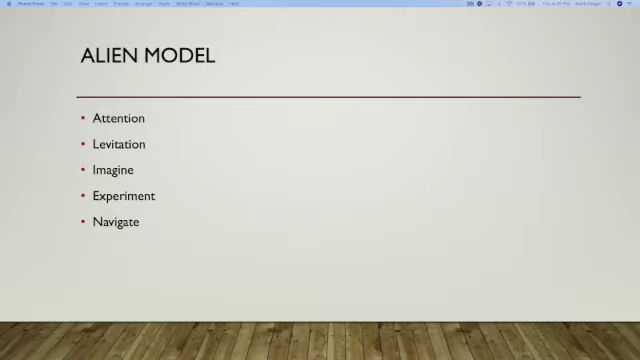 ALIEN MODEL
• Attention
• Levitation
• Imagine
• Experiment
• Navigate